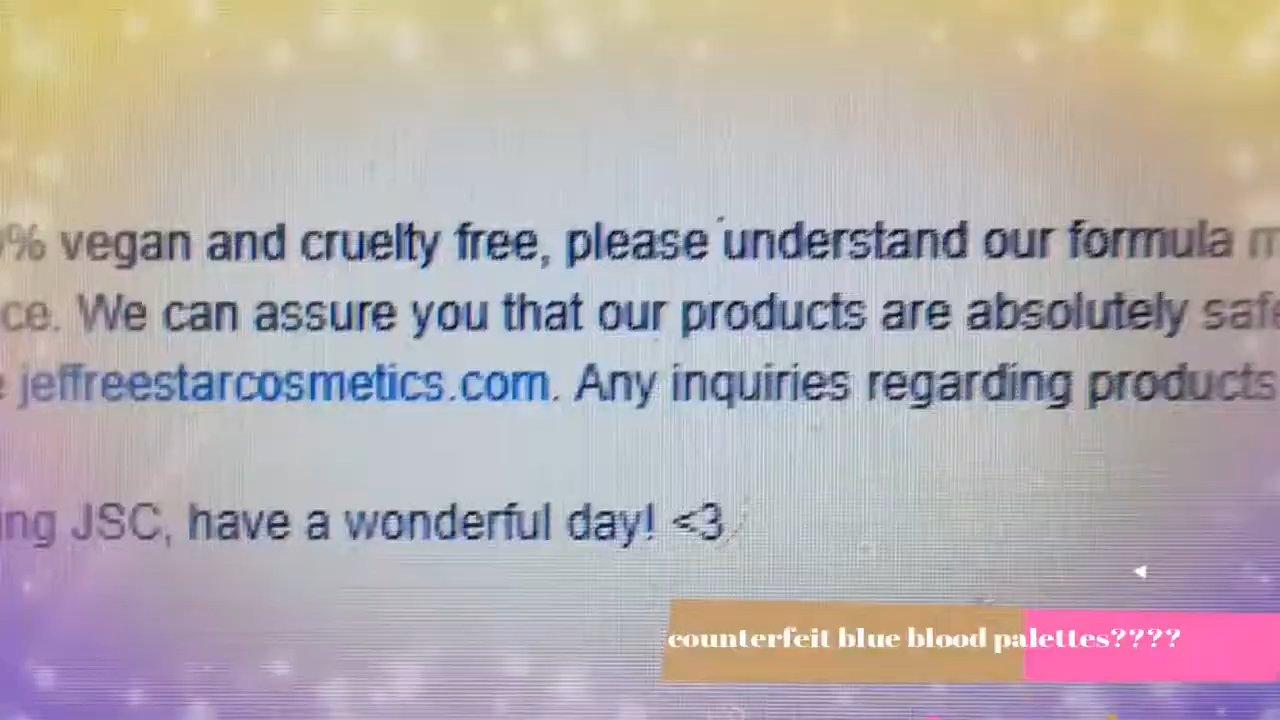 % vegan and cruelty free, please understand our formula
ce. We can assure you that our products are absolutely safe
jeffreestarcosmetics.com. Any inquiries regarding products
ing JSC, have a wonderful day! <3
counterfeit blue blood palettes????